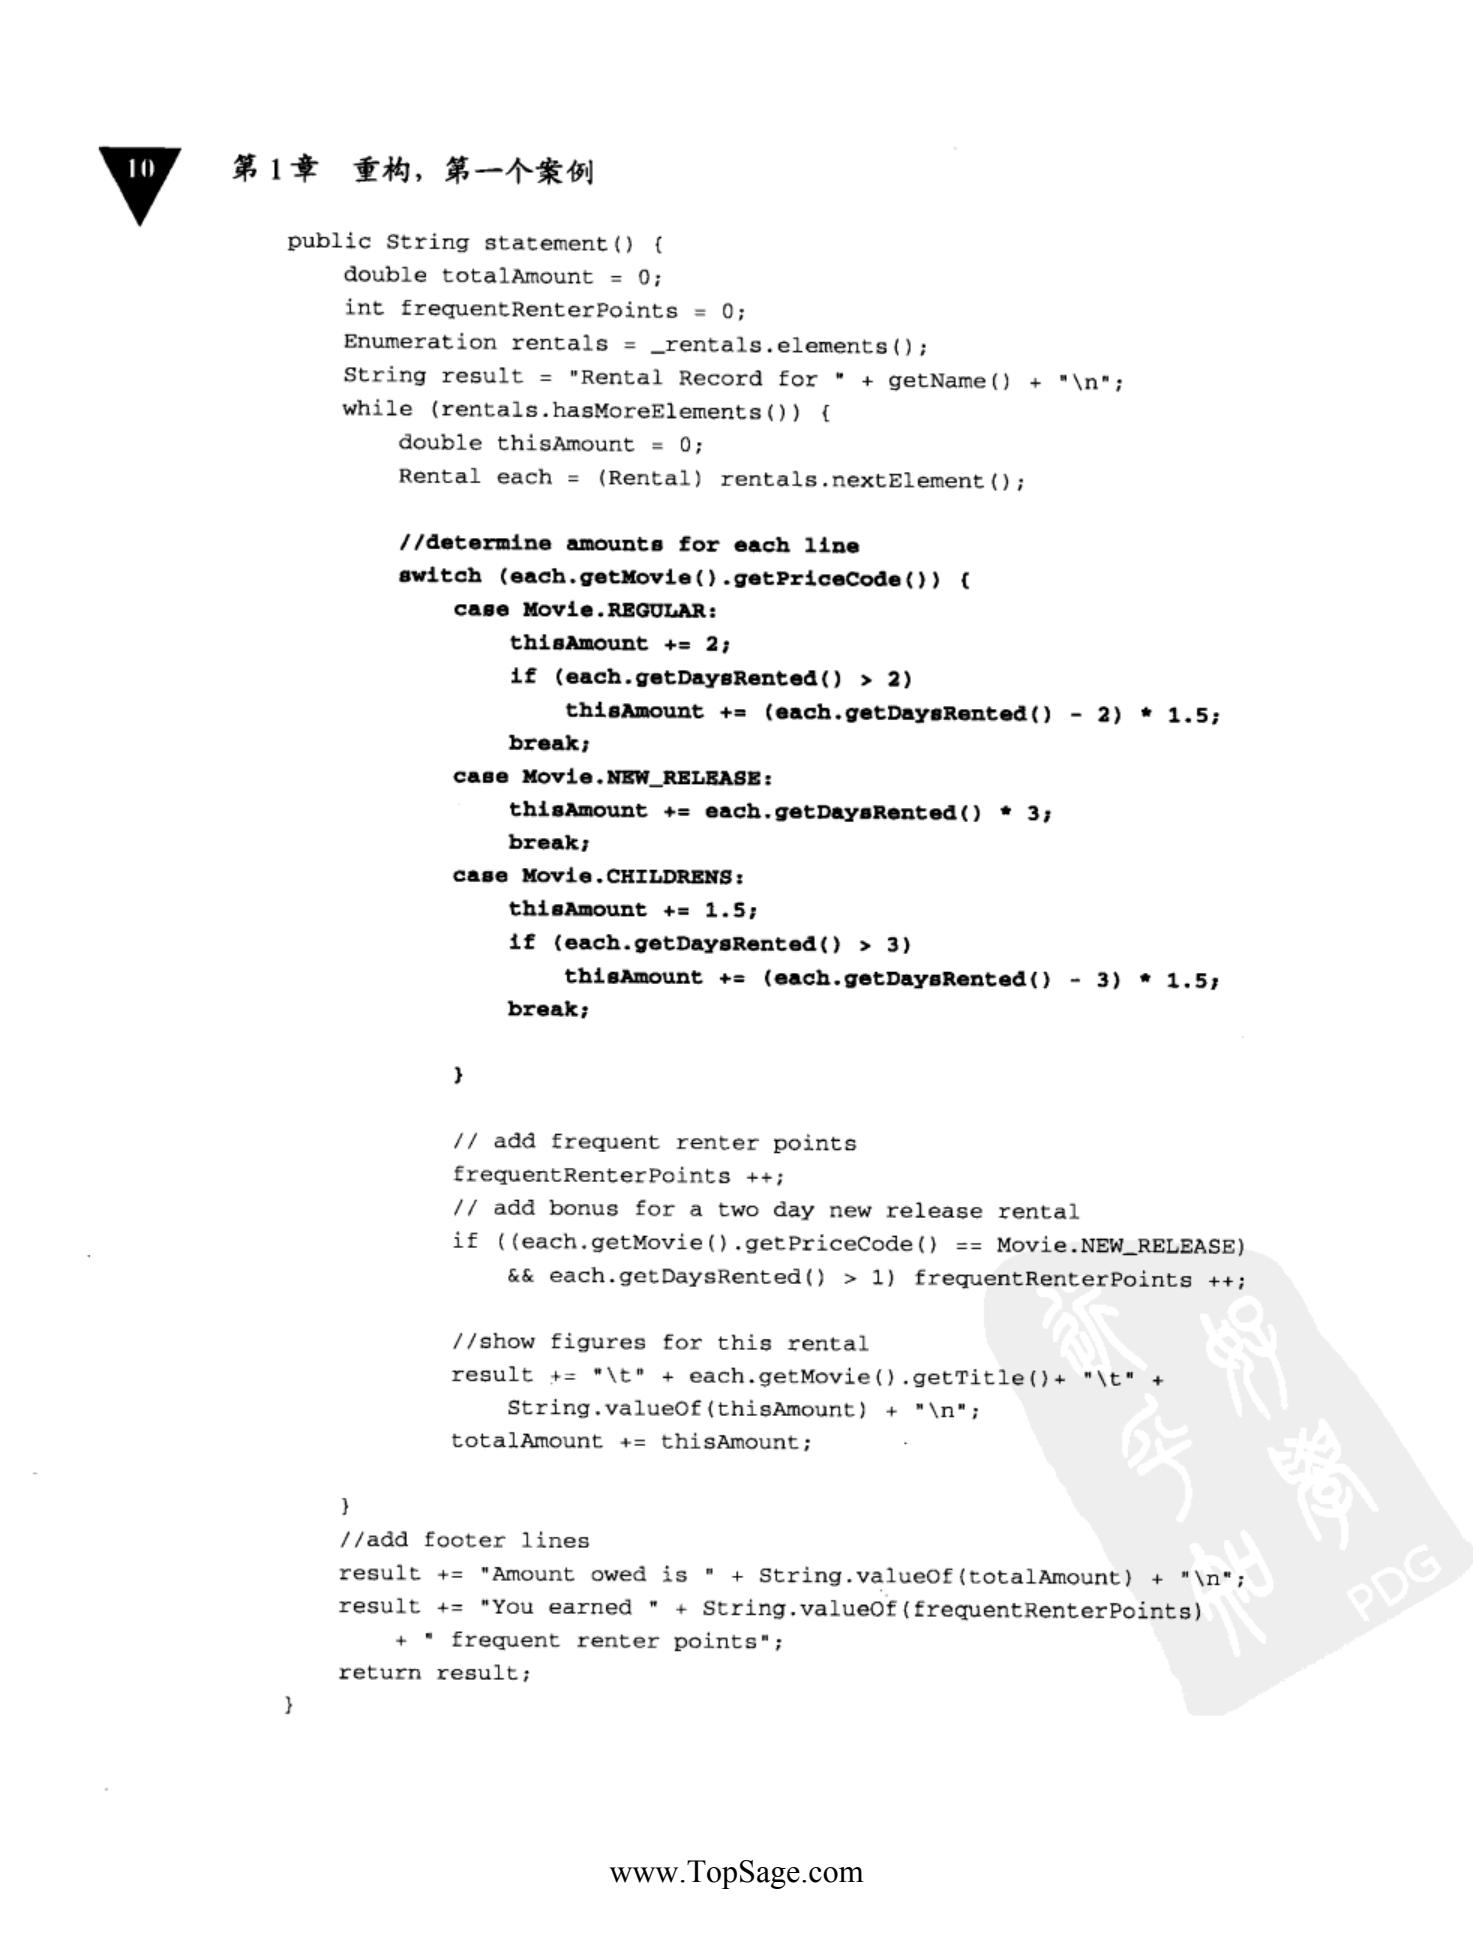 10
第1章 重构，第一个案例
public String statement() {
    double totalAmount = 0;
    int frequentRenterPoints = 0;
    Enumeration rentals = _rentals.elements();
    String result = "Rental Record for " + getName() + "\n";
    while (rentals.hasMoreElements()) {
        double thisAmount = 0;
        Rental each = (Rental) rentals.nextElement();
        //determine amounts for each line
        switch (each.getMovie().getPriceCode()) {
            case Movie.REGULAR:
                thisAmount += 2;
                if (each.getDaysRented() > 2)
                    thisAmount += (each.getDaysRented() - 2) * 1.5;
                break;
            case Movie.NEW_RELEASE:
                thisAmount += each.getDaysRented() * 3;
                break;
            case Movie.CHILDRENS:
                thisAmount += 1.5;
                if (each.getDaysRented() > 3)
                    thisAmount += (each.getDaysRented() - 3) * 1.5;
                break;
            }
            // add frequent renter points
            frequentRenterPoints ++;
            // add bonus for a two day new release rental
            if ((each.getMovie().getPriceCode() == Movie.NEW_RELEASE)
                && each.getDaysRented() > 1) frequentRenterPoints ++;
            //show figures for this rental
            result += "\t" + each.getMovie().getTitle()+ "\t" +
                String.valueOf(thisAmount) + "\n";
            totalAmount += thisAmount;
    }
    //add footer lines
    result += "Amount owed is " + String.valueOf(totalAmount) + "\n";
    result += "You earned " + String.valueOf(frequentRenterPoints)
        + " frequent renter points";
    return result;
}
PDG
www.TopSage.com